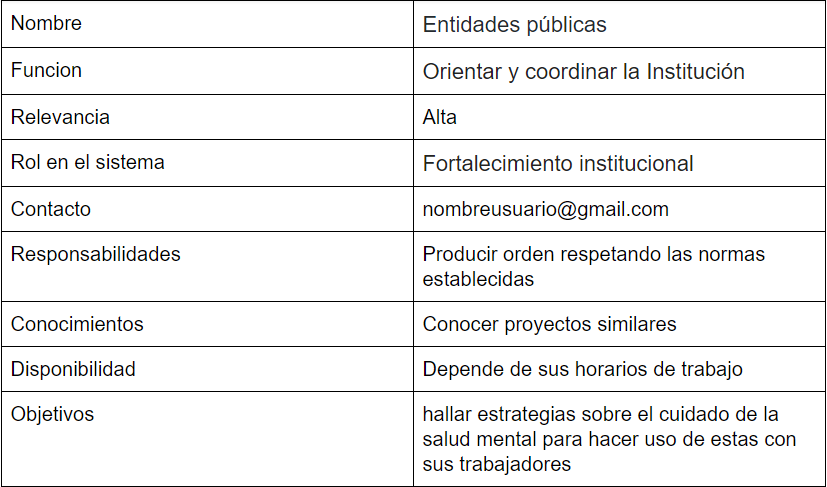 Nombre
Entidades públicas
Funcion
Orientar y coordinar la Institución
Relevancia
Alta
Rol en el sistema
Fortalecimiento institucional
Contacto
nombreusuario@gmail.com
Responsabilidades
Producir orden respetando las normas
establecidas
Conocimientos
Conocer proyectos similares
Disponibilidad
Depende de sus horarios de trabajo
Objetivos
hallar estrategias sobre el cuidado de la
salud mental para hacer uso de estas con
sus trabajadores